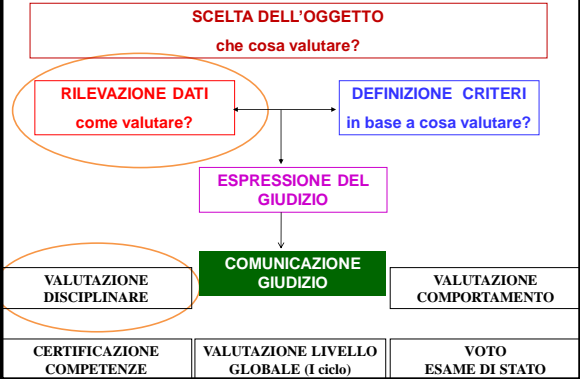 SCELTA DELL'OGGETTO
che cosa valutare?
RILEVAZIONE DATI
come valutare?
DEFINIZIONE CRITERI
in base a cosa valutare?
ESPRESSIONE DEL
GIUDIZIO
COMUNICAZIONE
GIUDIZIO
VALUTAZIONE
DISCIPLINARE
VALUTAZIONE
COMPORTAMENTO
CERTIFICAZIONE
COMPETENZE
VALUTAZIONE LIVELLO
GLOBALE (I ciclo)
VOTO
ESAME DI STATO